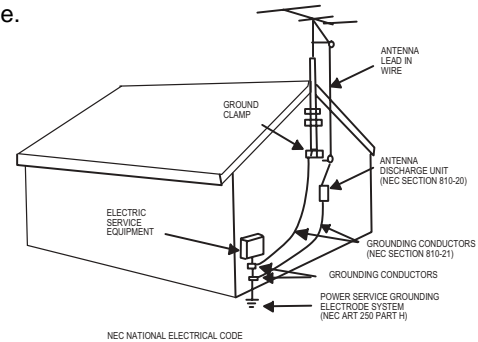 e.
ANTENNA
LEAD IN
WIRE
GROUND
CLAMP
ANTENNA
DISCHARGE UNIT
(NEC SECTION 810-20)
ELECTRIC
SERVICE
EQUIPMENT
GROUNDING CONDUCTORS
(NEC SECTION 810-21)
GROUNDING CONDUCTORS
POWER SERVICE GROUNDING
ELECTRODE SYSTEM
(NEC ART 250 PART H)
NEC NATIONAL ELECTRICAL CODE